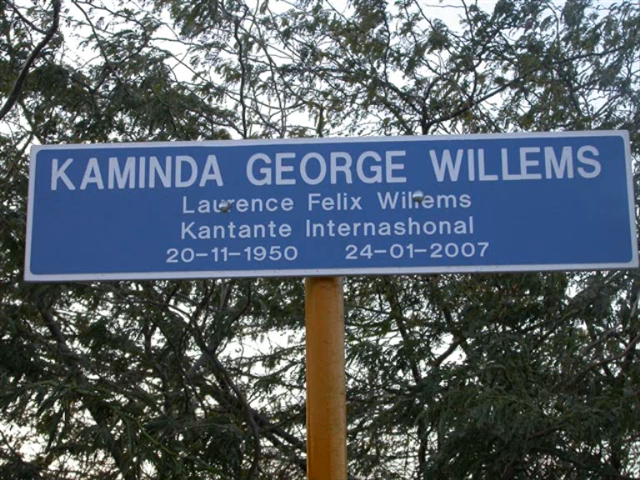 KAMINDA GEORGE WILLEMS
Laurence Felix Willems
Kantante Internashonal
20-11-1950 24-01-2007